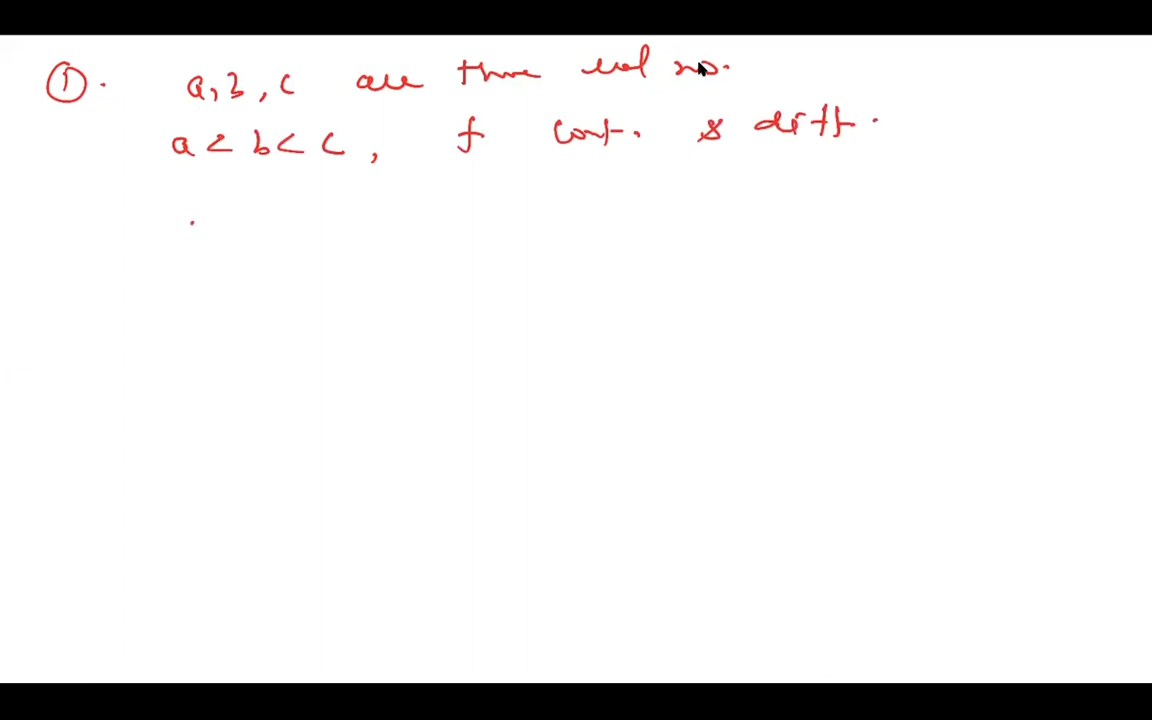 ①. a, b, c are three real no.
a < b < c, f cont. & diff.